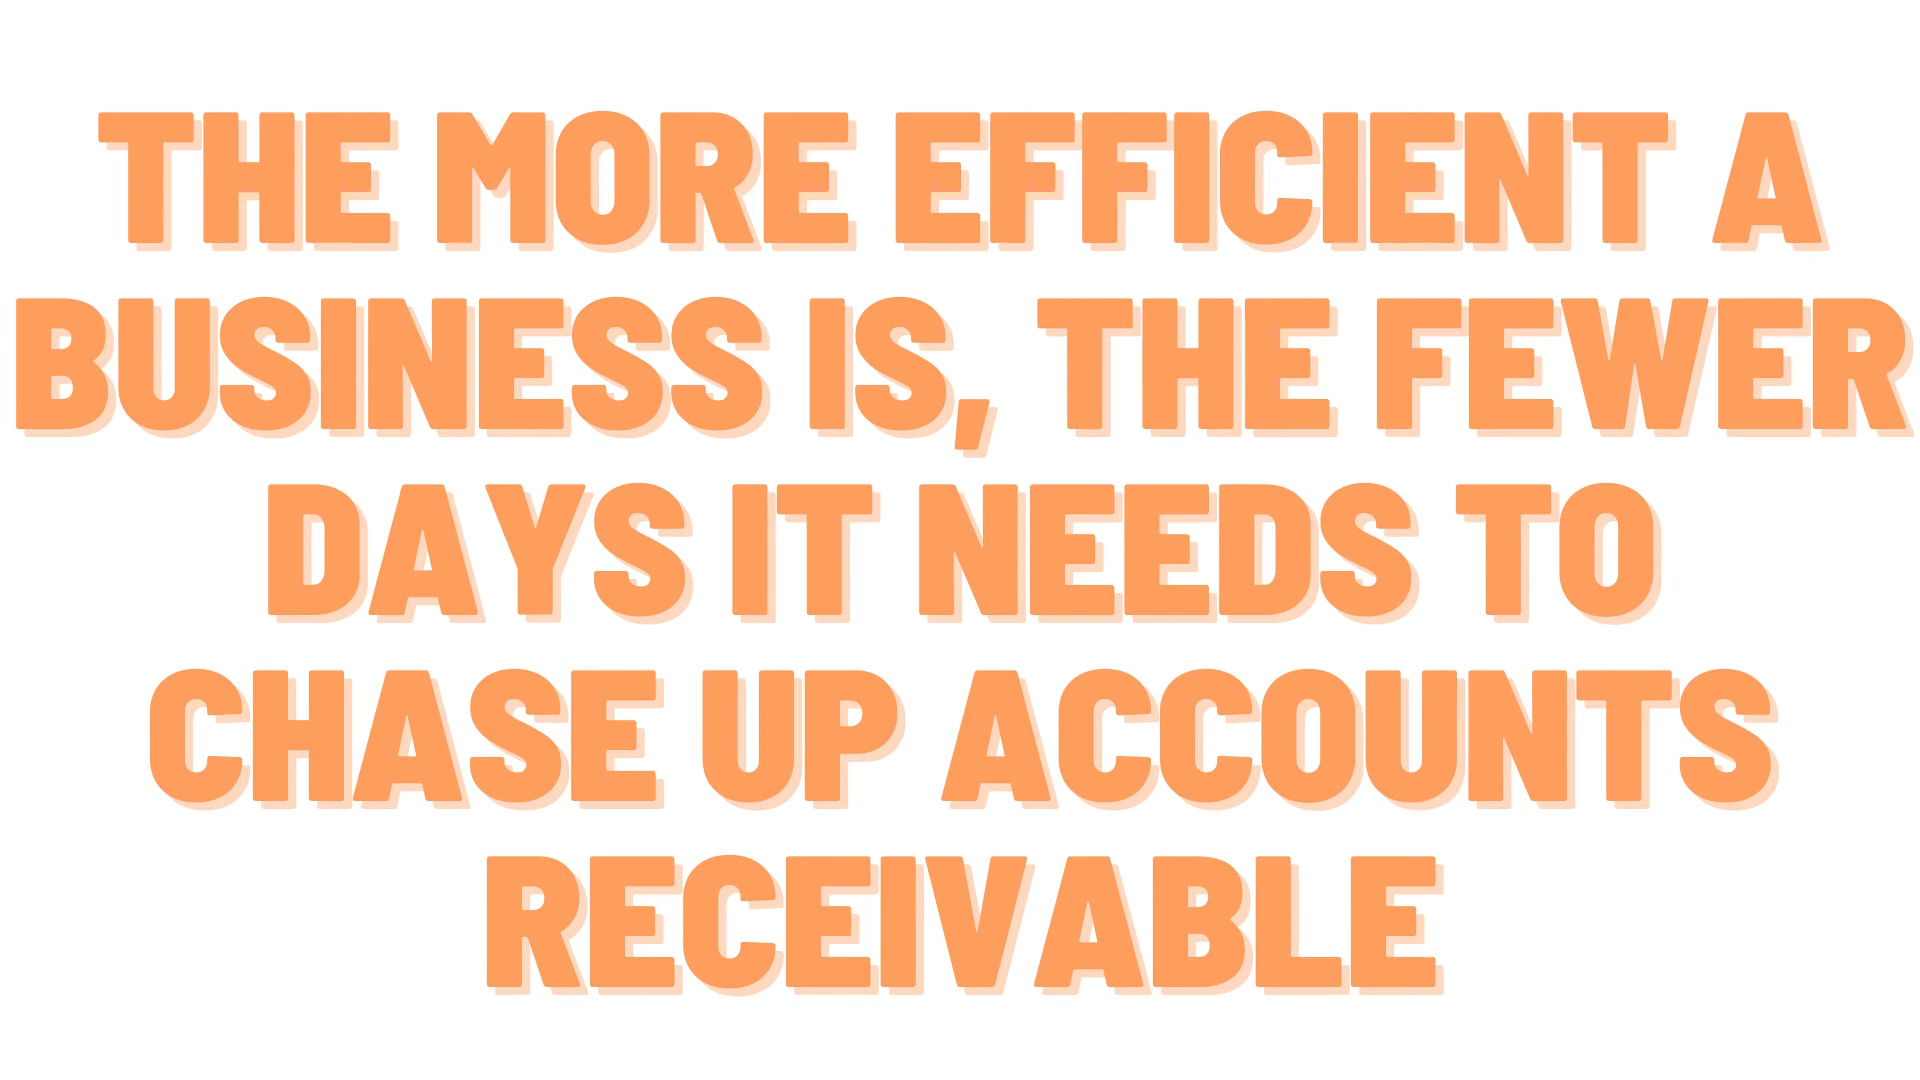 THE MORE EFFICIENT A
BUSINESS IS, THE FEWER
DAYS IT NEEDS TO
CHASE UP ACCOUNTS
RECEIVABLE